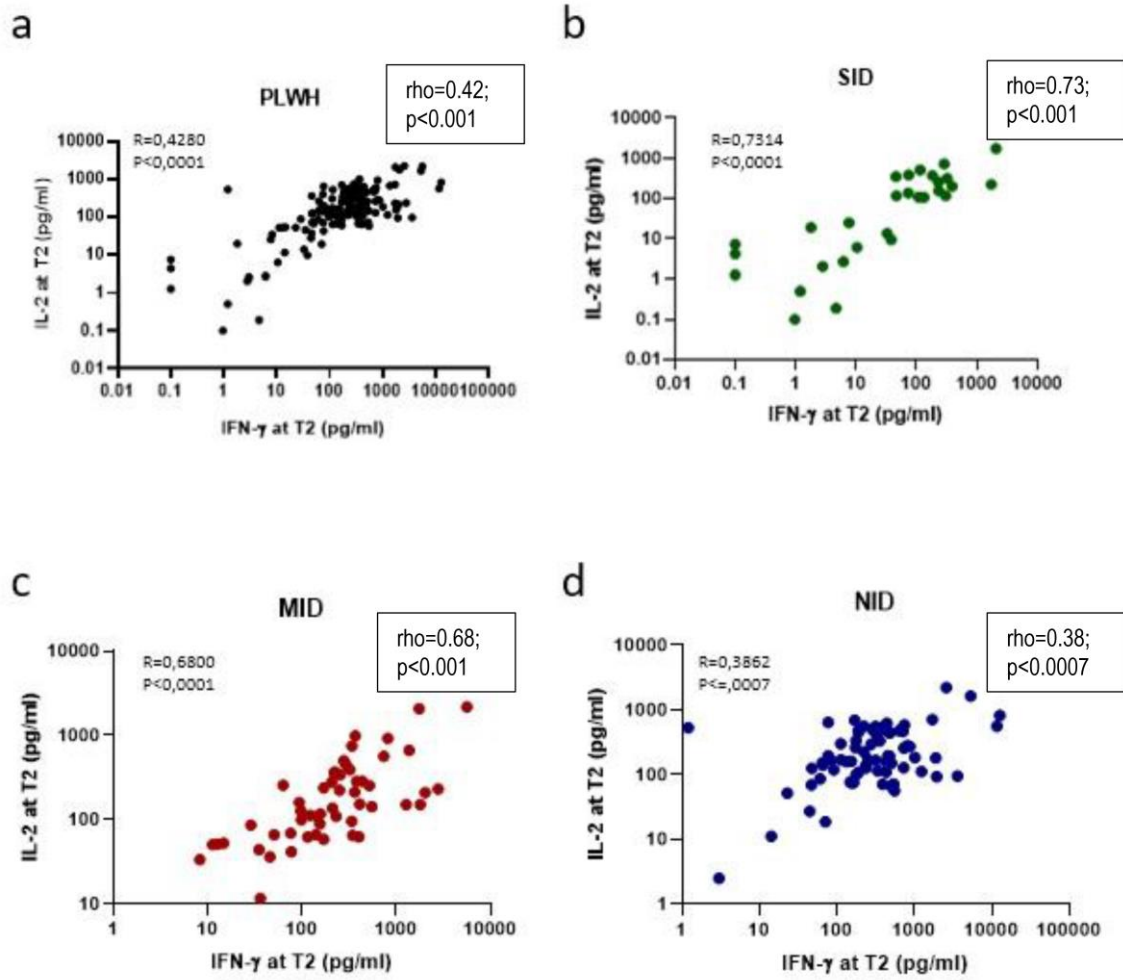 a
PLWH
rho=0.42;
p<0.001
R=0,4280
P<0,0001
10000
1000
100
10
1
0.1
0.01
IL-2 at T2 (pg/ml)
0.01 0.1 1 10 100 1000 10000100000
IFN-γ at T2 (pg/ml)
b
SID
rho=0.73;
p<0.001
R=0,7314
P<0,0001
10000
1000
100
10
1
0.1
0.01
IL-2 at T2 (pg/ml)
0.01 0.1 1 10 100 1000 10000
IFN-γ at T2 (pg/ml)
c
MID
rho=0.68;
p<0.001
R=0,6800
P<0,0001
10000
1000
100
10
IL-2 at T2 (pg/ml)
1 10 100 1000 10000
IFN-γ at T2 (pg/ml)
d
NID
rho=0.38;
p<0.0007
R=0,3862
P<=,0007
10000
1000
100
10
1
IL-2 at T2 (pg/ml)
1 10 100 1000 10000 100000
IFN-γ at T2 (pg/ml)